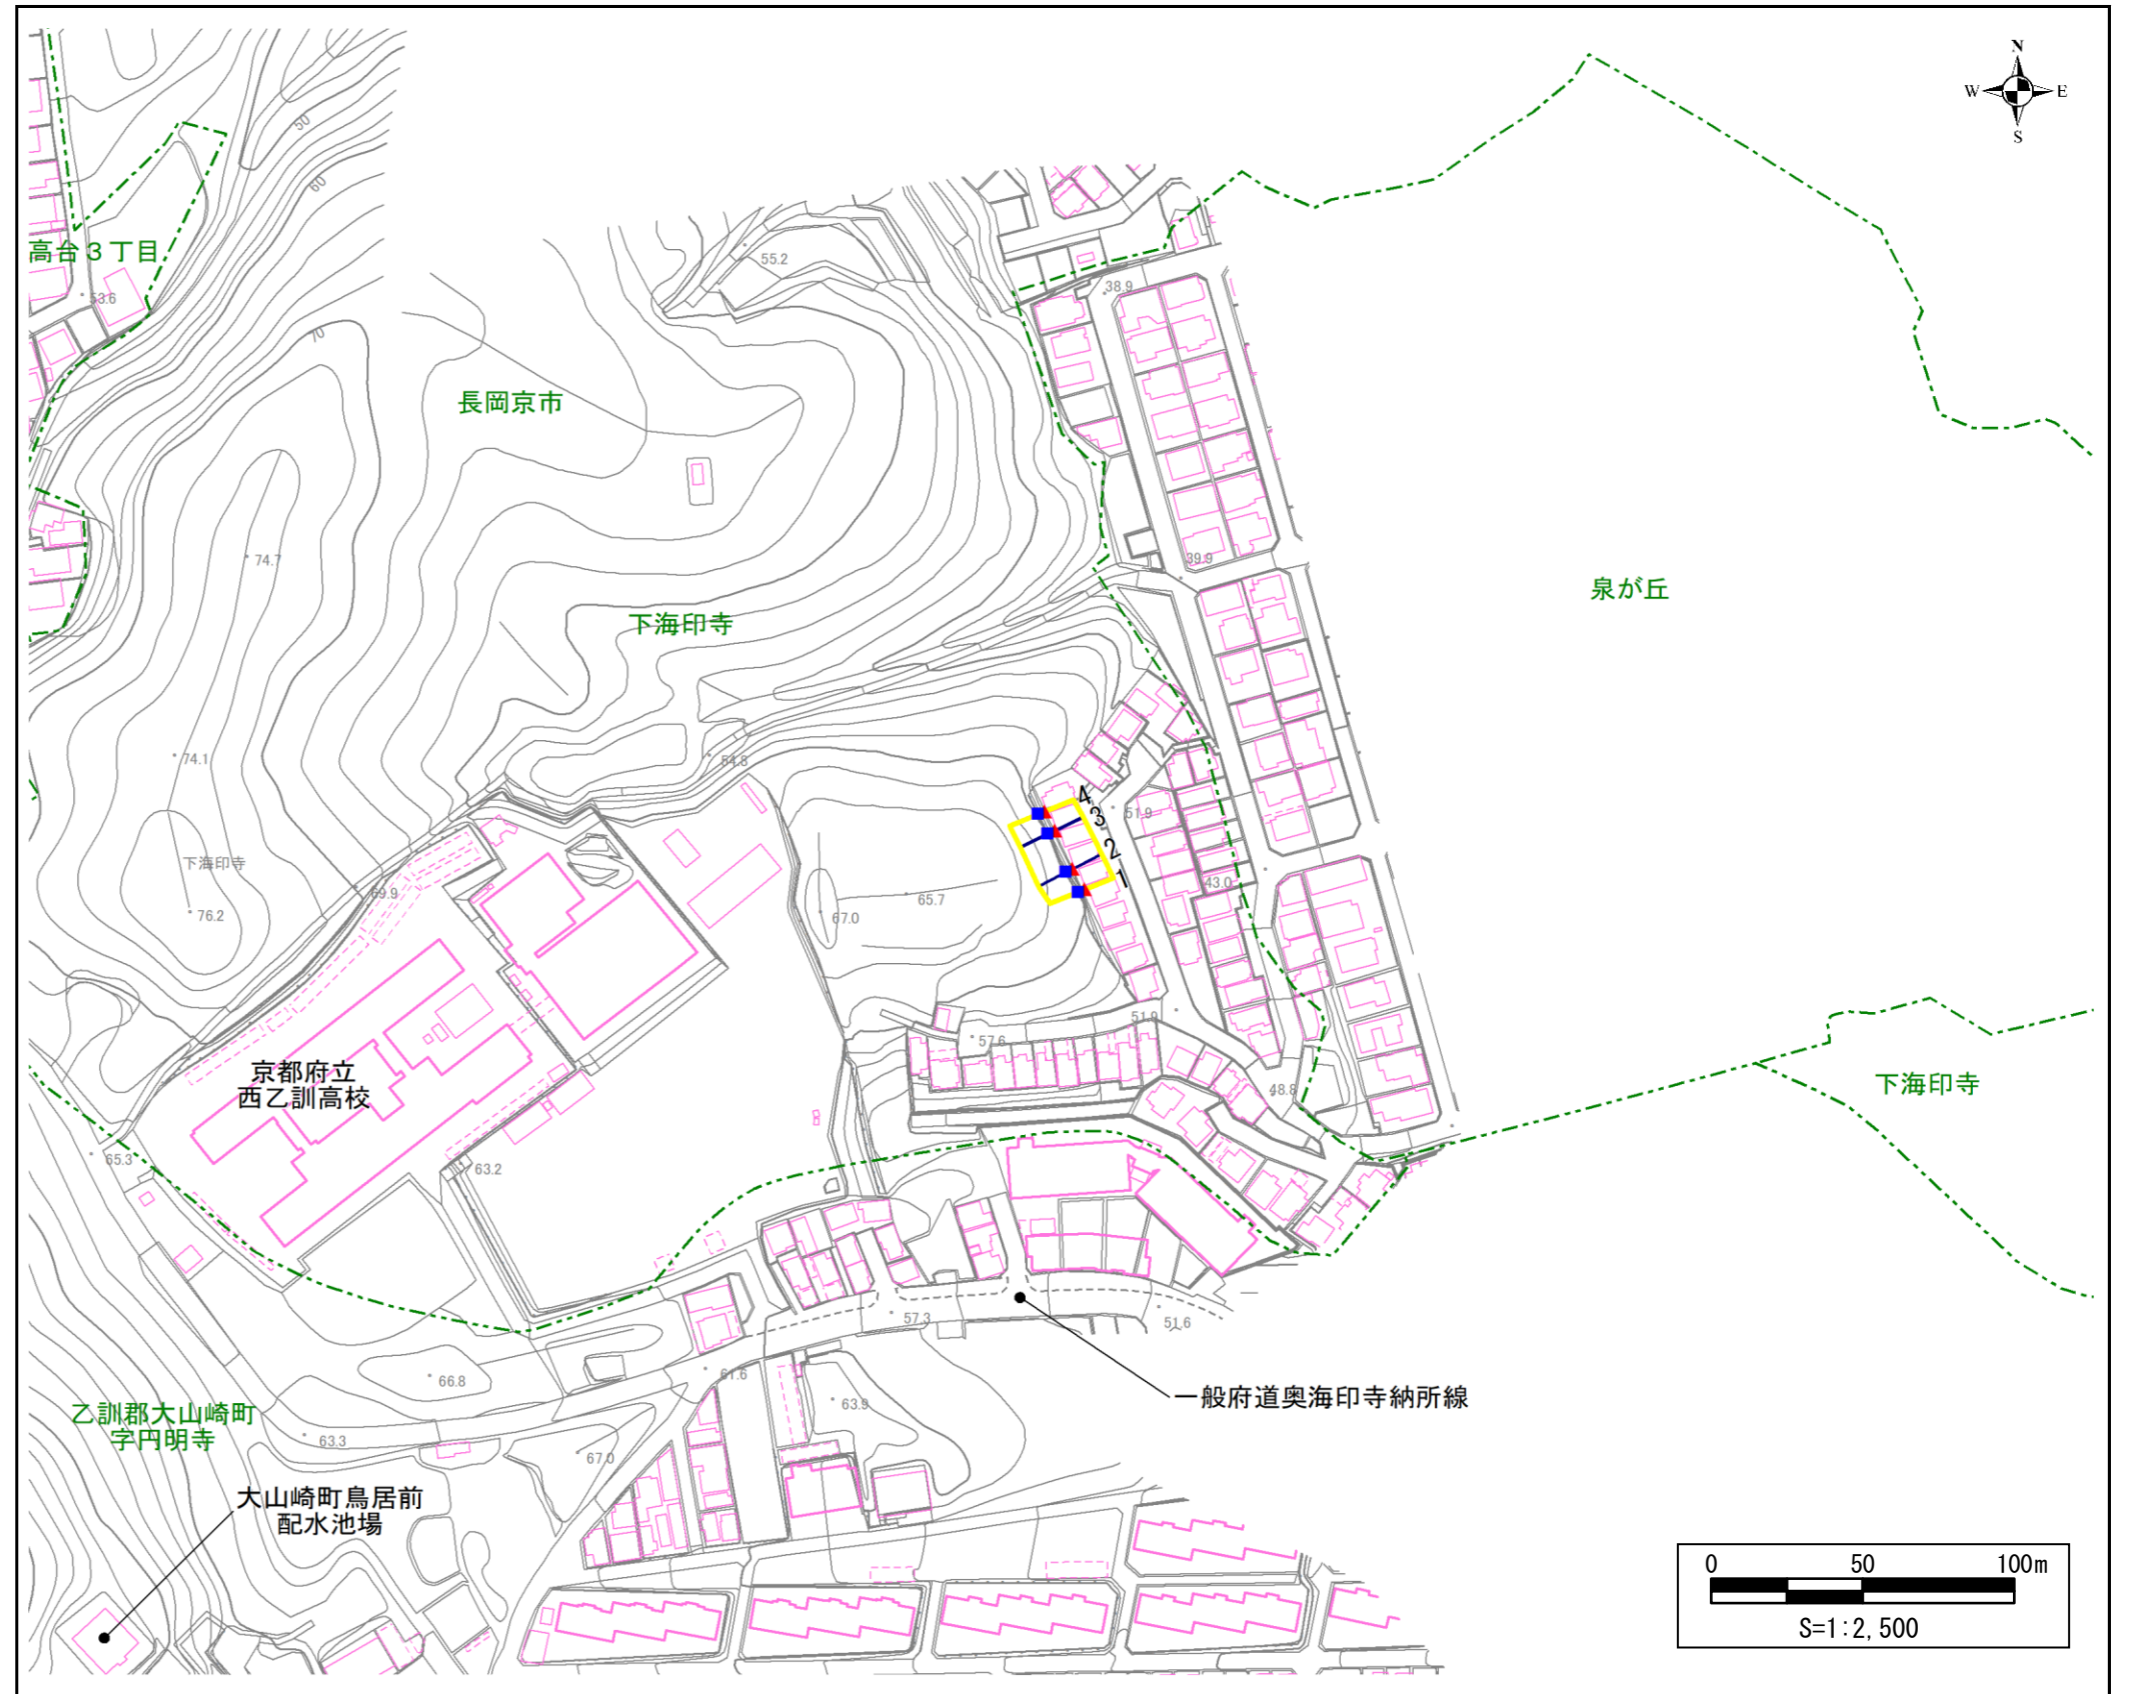 N
W E
S
50
60
高台３丁目
53.6
55.2
38.9
70
長岡京市
74.7
39.9
泉が丘
下海印寺
74.1
54.8
4
3
2
1
51.9
下海印寺
69.9
76.2
65.7
67.0
43.0
51.9
57.6
京都府立
西乙訓高校
48.8
下海印寺
65.3
63.2
57.3
51.6
61.6
66.8
一般府道奥海印寺納所線
63.9
乙訓郡大山崎町
字円明寺
63.3
67.0
大山崎町鳥居前
配水池場
0 50 100m
S=1:2,500